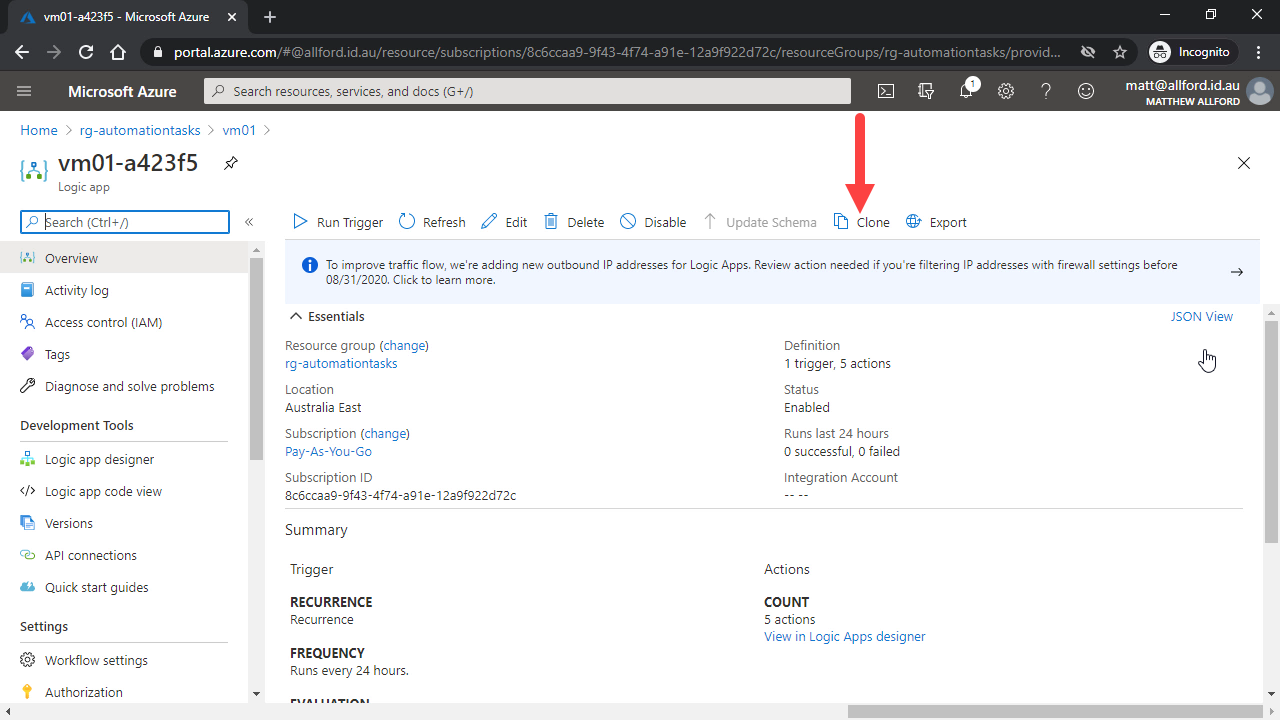 vm01-a423f5 - Microsoft Azure
portal.azure.com/#@allford.id.au/resource/subscriptions/8c6ccaa9-9f43-4f74-a91e-12a9f922d72c/resourceGroups/rg-automationtasks/provid...
Incognito
Microsoft Azure
Search resources, services, and docs (G+/)
1
matt@allford.id.au
MATTHEW ALLFORD
Home > rg-automationtasks > vm01 >
vm01-a423f5
Logic app
Search (Ctrl+/)
«
Run Trigger
Refresh
Edit
Delete
Disable
Update Schema
Clone
Export
To improve traffic flow, we're adding new outbound IP addresses for Logic Apps. Review action needed if you're filtering IP addresses with firewall settings before
08/31/2020. Click to learn more.
Overview
Activity log
Access control (IAM)
Tags
Diagnose and solve problems
Development Tools
Logic app designer
Logic app code view
Versions
API connections
Quick start guides
Settings
Workflow settings
Authorization
Essentials
JSON View
Resource group (change)
rg-automationtasks
Location
Australia East
Subscription (change)
Pay-As-You-Go
Subscription ID
8c6ccaa9-9f43-4f74-a91e-12a9f922d72c
Definition
1 trigger, 5 actions
Status
Enabled
Runs last 24 hours
0 successful, 0 failed
Integration Account
-- --
Summary
Trigger
RECURRENCE
Recurrence
FREQUENCY
Runs every 24 hours.
EVALUATION
Actions
COUNT
5 actions
View in Logic Apps designer